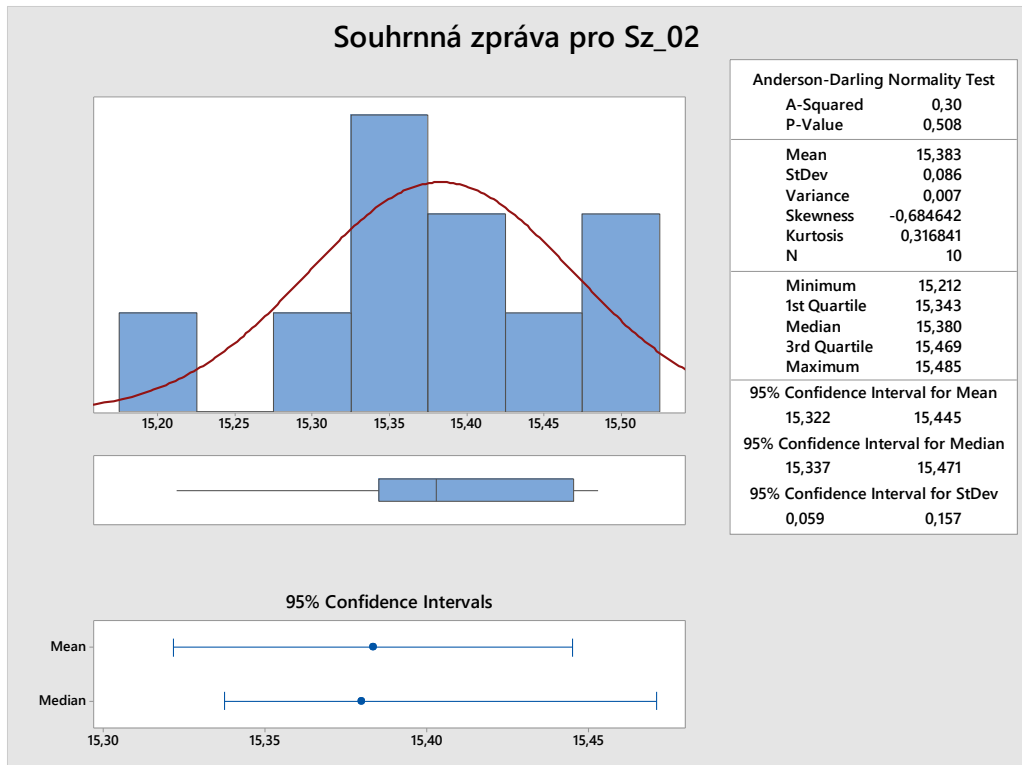 Souhrnná zpráva pro Sz_02
15,20 15,25 15,30 15,35 15,40 15,45 15,50
95% Confidence Intervals
Mean
Median
15,30 15,35 15,40 15,45
Anderson-Darling Normality Test
A-Squared 0,30
P-Value 0,508
Mean 15,383
StDev 0,086
Variance 0,007
Skewness -0,684642
Kurtosis 0,316841
N 10
Minimum 15,212
1st Quartile 15,343
Median 15,380
3rd Quartile 15,469
Maximum 15,485
95% Confidence Interval for Mean
15,322 15,445
95% Confidence Interval for Median
15,337 15,471
95% Confidence Interval for StDev
0,059 0,157